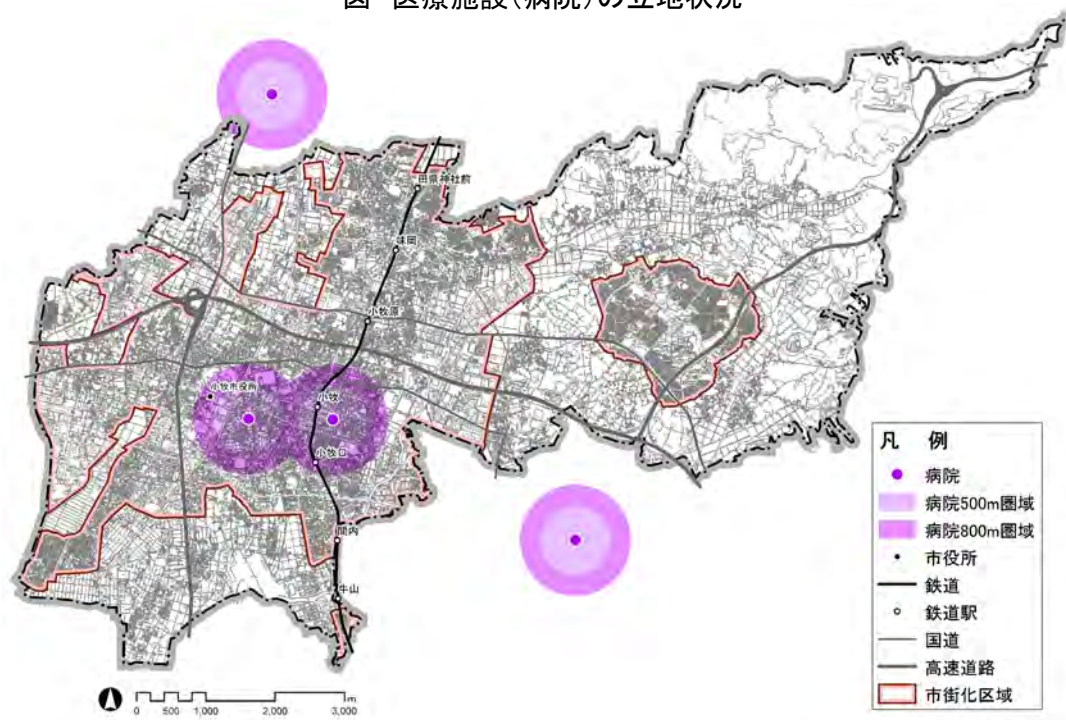 図 医療施設(病院)の立地状況
田県神社前
味岡
小牧原
小牧市役所
小牧
小牧口
間内
牛山
凡 例
病院
病院500m圏域
病院800m圏域
市役所
鉄道
鉄道駅
国道
高速道路
市街化区域
m
0 500 1,000 2,000 3,000